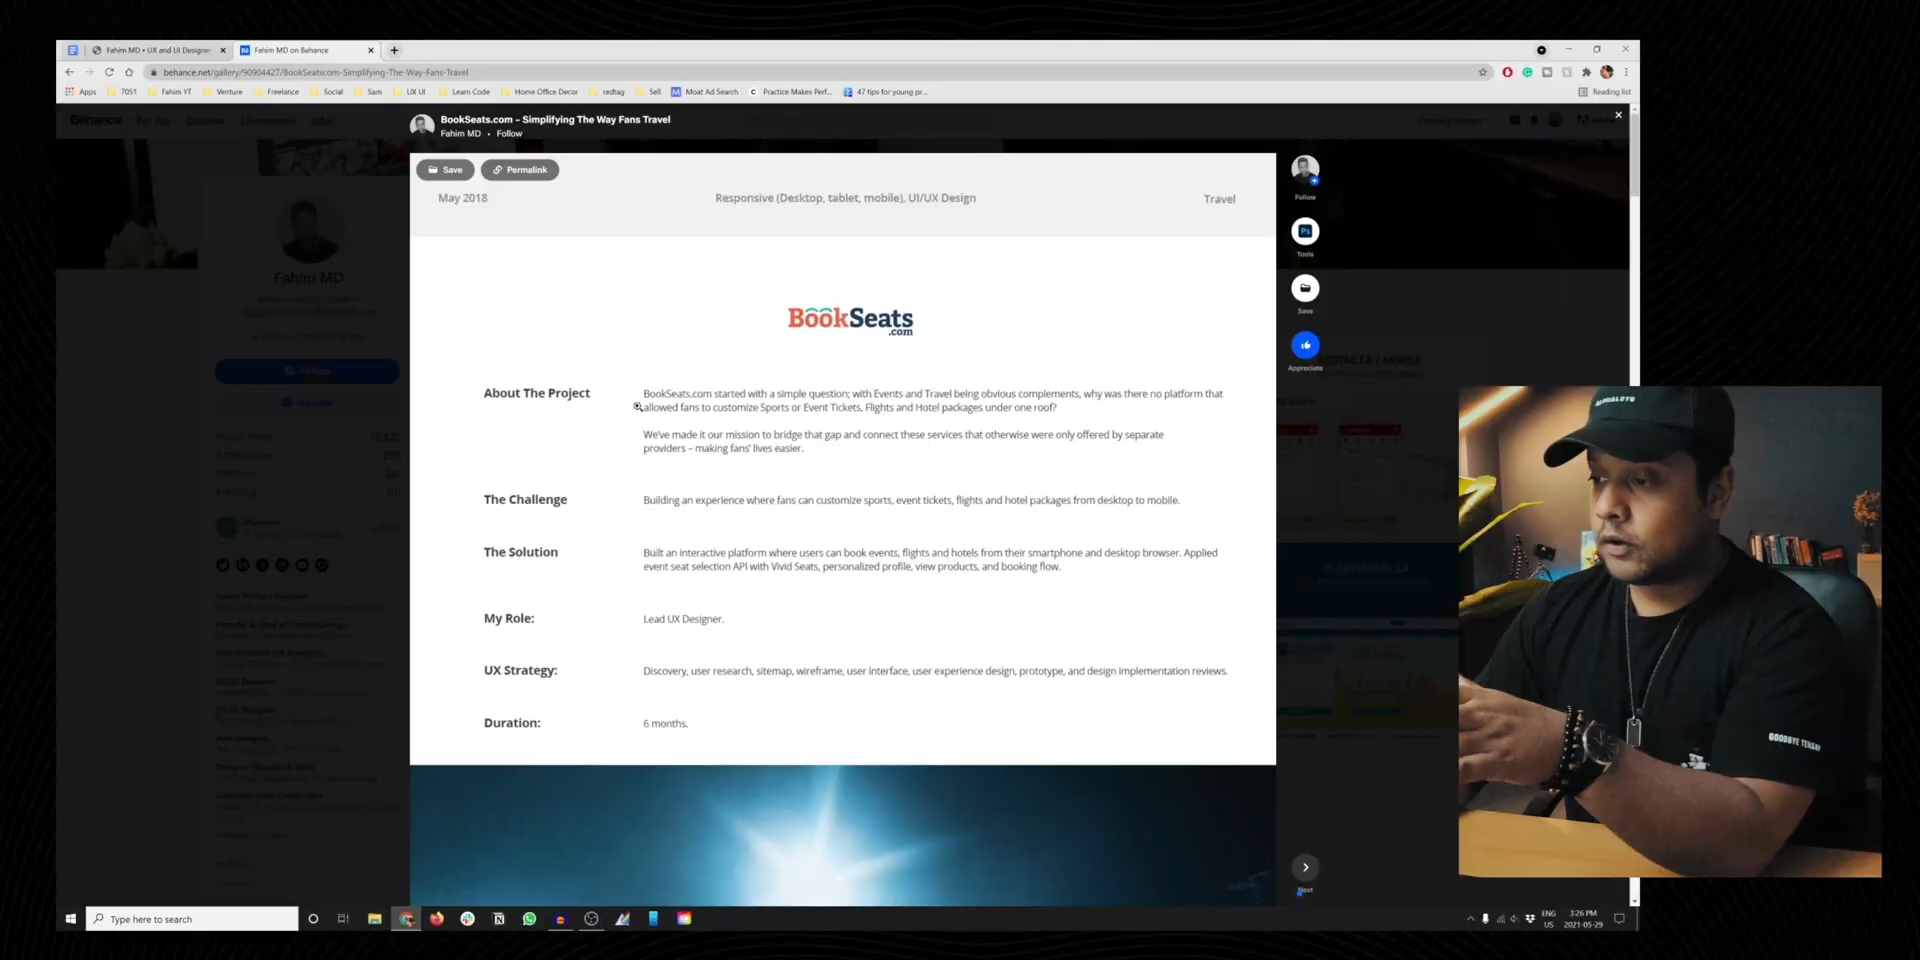 Fahim MD • UX and UI Designer
Fahim MD on Behance
behance.net/gallery/90904427/BookSeatscom-Simplifying-The-Way-Fans-Travel
Apps
7051
Fahim YT
Venture
Freelance
Social
Sam
UX UI
Learn Code
Home Office Decor
redtag
Sell
Moat Ad Search
Practice Makes Perf...
47 tips for young pr...
Reading list
Behance
BookSeats.com – Simplifying The Way Fans Travel
Fahim MD • Follow
Save
Permalink
May 2018
Responsive (Desktop, tablet, mobile), UI/UX Design
Travel
BookSeats
.com
About The Project
BookSeats.com started with a simple question; with Events and Travel being obvious complements, why was there no platform that
allowed fans to customize Sports or Event Tickets, Flights and Hotel packages under one roof?
We've made it our mission to bridge that gap and connect these services that otherwise were only offered by separate
providers – making fans' lives easier.
The Challenge
Building an experience where fans can customize sports, event tickets, flights and hotel packages from desktop to mobile.
The Solution
Built an interactive platform where users can book events, flights and hotels from their smartphone and desktop browser. Applied
event seat selection API with Vivid Seats, personalized profile, view products, and booking flow.
My Role:
Lead UX Designer.
UX Strategy:
Discovery, user research, sitemap, wireframe, user interface, user experience design, prototype, and design implementation reviews.
Duration:
6 months.
Follow
Ps
Tools
Save
Appreciate
Next
Fahim MD
GOODBYE
Type here to search
ENG
US
3:26 PM
2021-05-29